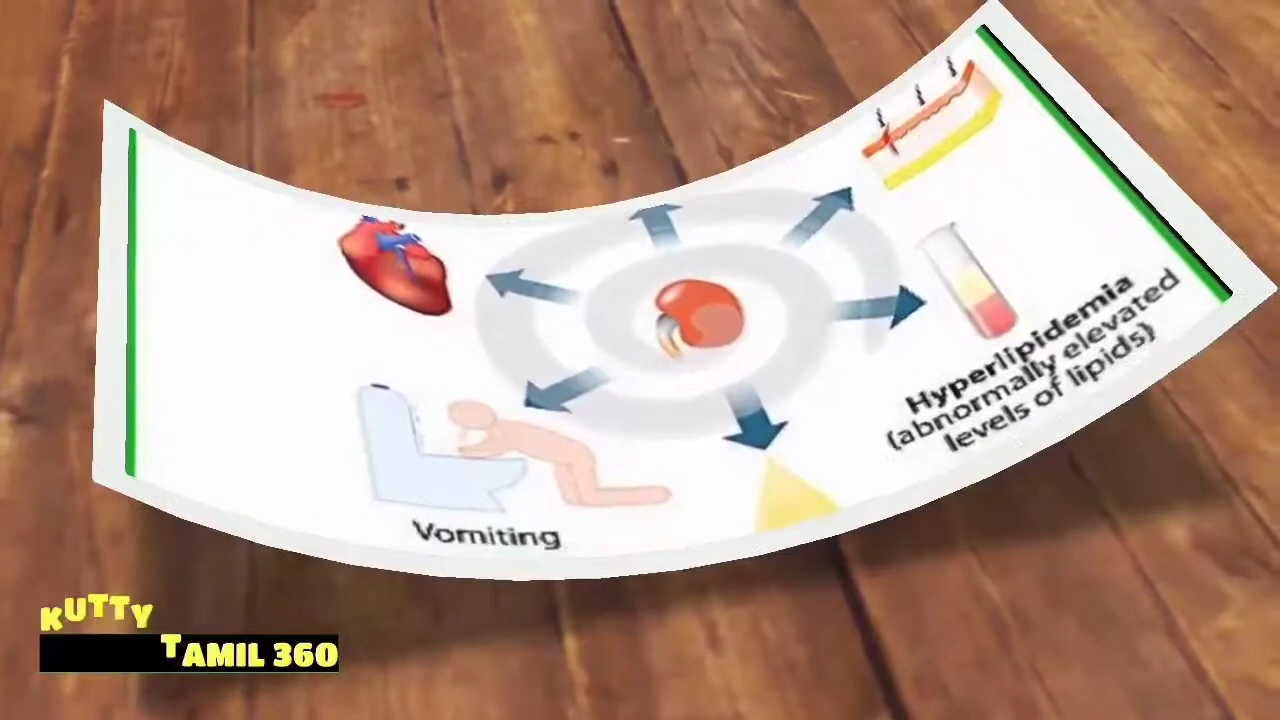 Hyperlipidemia
(abnormally elevated
levels of lipids)
Vomiting
KUTTY
TAMIL 360